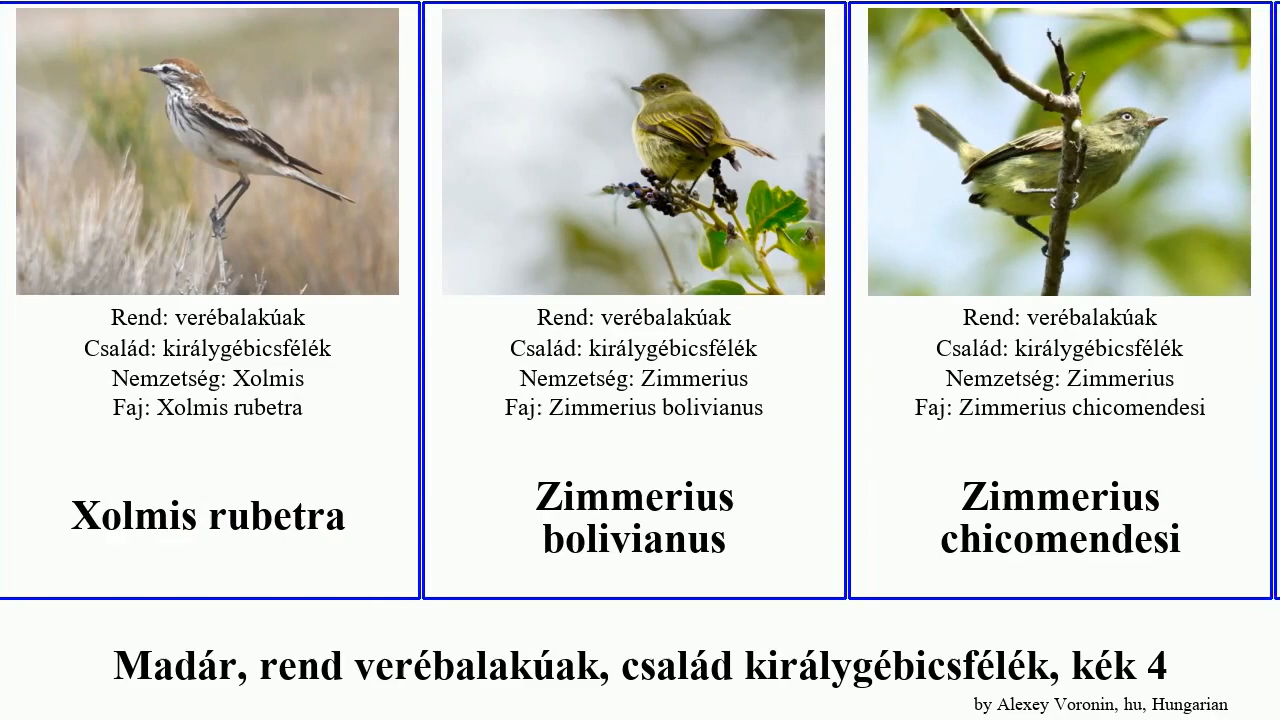 Rend: verébalakúak
Család: királygébicsfélék
Nemzetség: Xolmis
Faj: Xolmis rubetra
Xolmis rubetra
Rend: verébalakúak
Család: királygébicsfélék
Nemzetség: Zimmerius
Faj: Zimmerius bolivianus
Zimmerius
bolivianus
Rend: verébalakúak
Család: királygébicsfélék
Nemzetség: Zimmerius
Faj: Zimmerius chicomendesi
Zimmerius
chicomendesi
Madár, rend verébalakúak, család királygébicsfélék, kék 4
by Alexey Voronin, hu, Hungarian